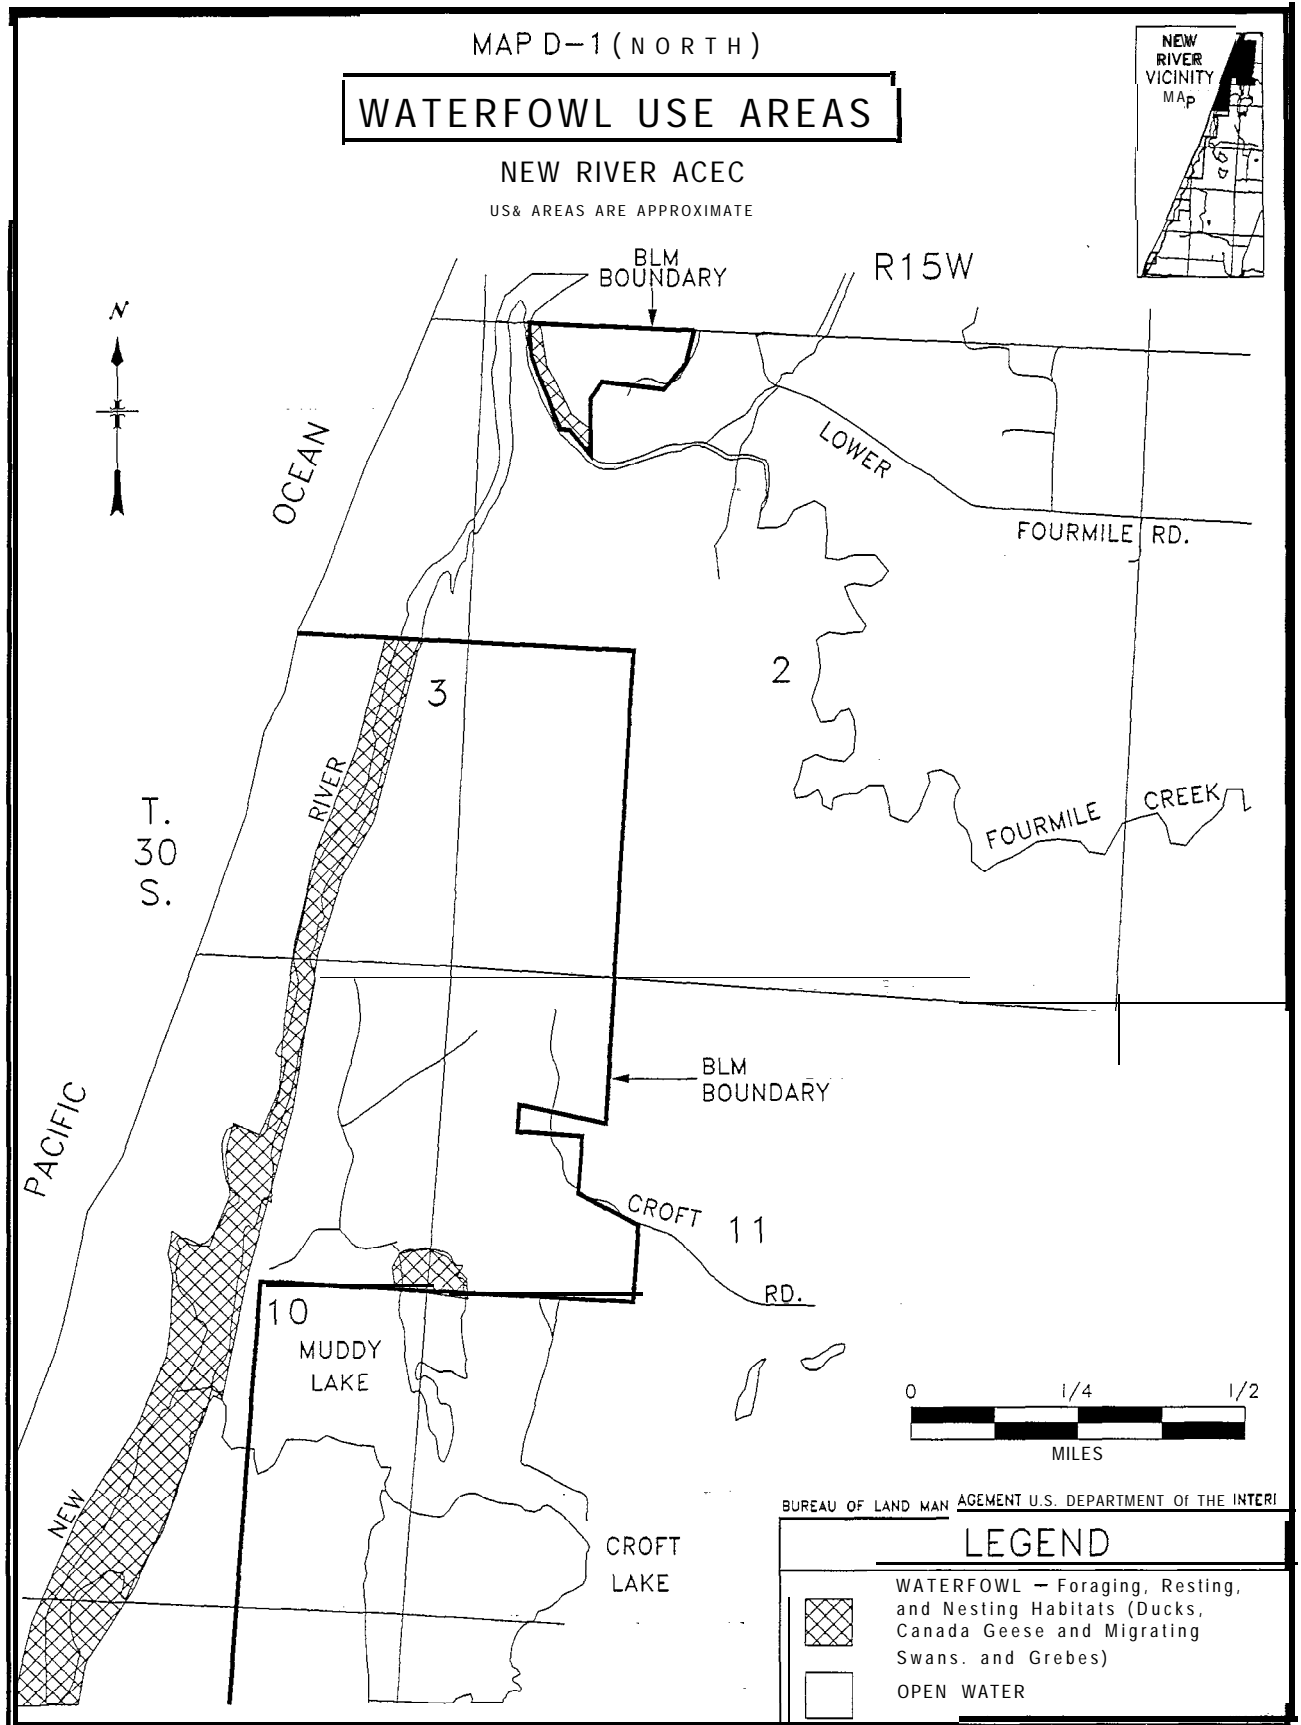 MAP D-1 (NORTH)
WATERFOWL USE AREAS
NEW RIVER ACEC
US& AREAS ARE APPROXIMATE
NEW
RIVER
VICINITY
MAP
BLM
BOUNDARY
R15W
N
OCEAN
LOWER
FOURMILE RD.
3
2
RIVER
T.
30
S.
FOURMILE CREEK
BLM
BOUNDARY
PACIFIC
CROFT
11
RD.
10
MUDDY
LAKE
0 1/4 1/2
MILES
NEW
CROFT
LAKE
BUREAU OF LAND MAN AGEMENT U.S. DEPARTMENT Of THE INTERI
LEGEND
WATERFOWL — Foraging, Resting,
and Nesting Habitats (Ducks,
Canada Geese and Migrating
Swans. and Grebes)
OPEN WATER